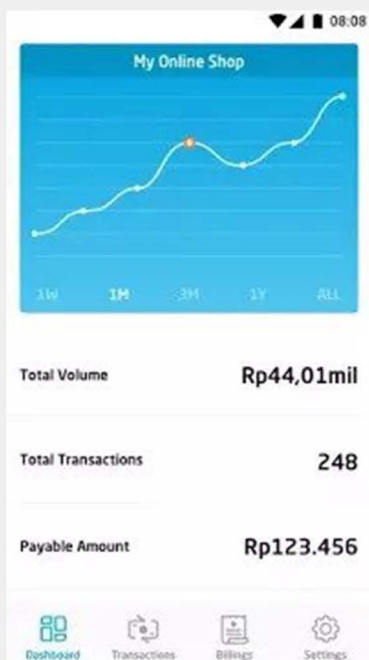 08:08
My Online Shop
1W 1M 3M 1Y ALL
Total Volume Rp44,01mil
Total Transactions 248
Payable Amount Rp123.456
Dashboard Transactions Billings Settings